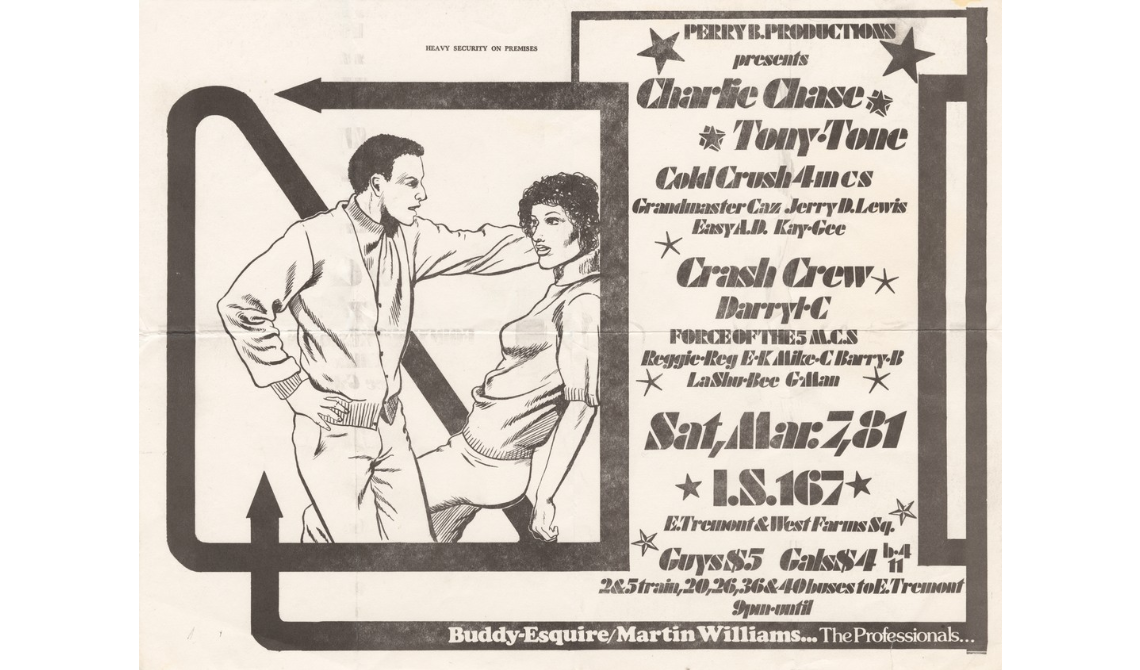 HEAVY SECURITY ON PREMISES
PERRY B. PRODUCTIONS
presents
Charlie Chase
Tony-Tone
Cold Crush 4 m c s
Grandmaster Caz Jerry D. Lewis
Easy A.D. Kay-Gee
Crash Crew
Darryl-C
FORCE OF THE 5 M.C.S
Reggie-Reg E-K Mike-C Barry-B
LaShu-Bee G-Man
Sat, Mar. 7, 81
I.S. 167
E. Tremont & West Farms Sq.
Guys $5 Gals $4 b-4 11
2 & 5 train, 20, 26, 36 & 40 buses to E. Tremont
9pm-until
Buddy-Esquire/Martin Williams... The Professionals...